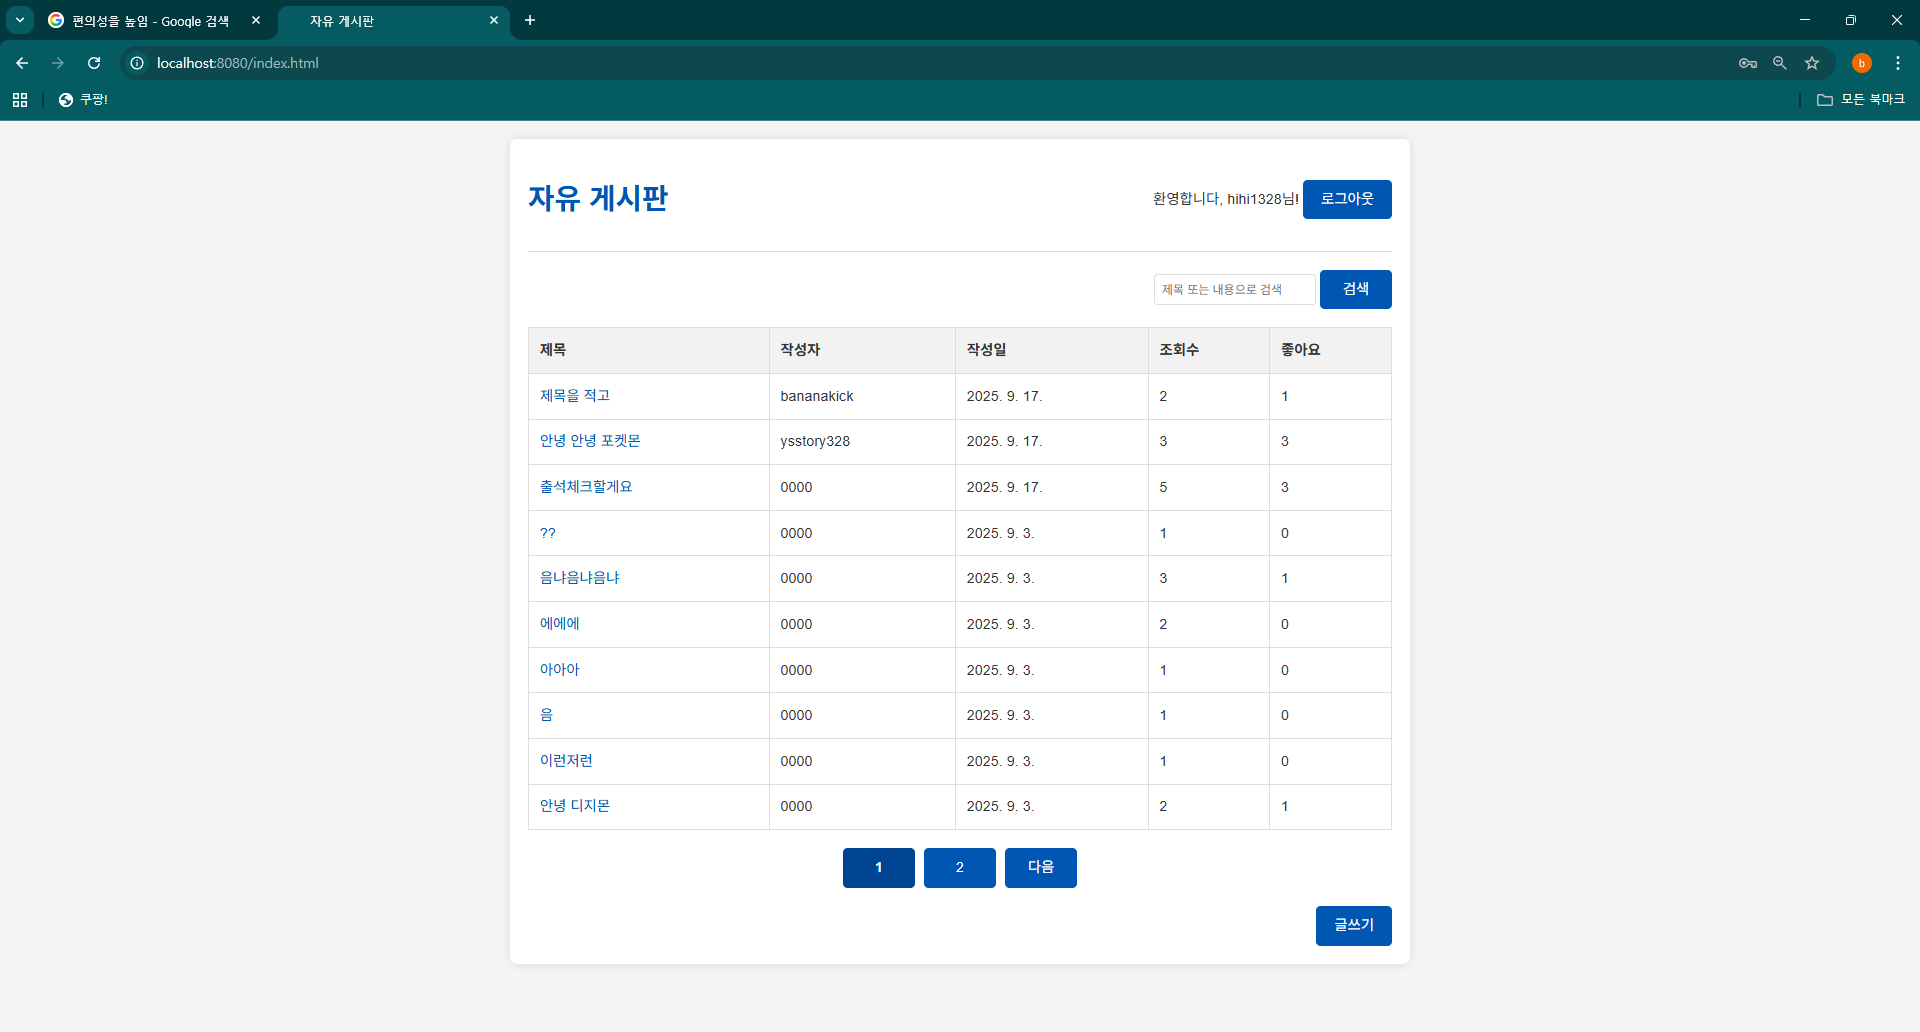 편의성을 높임 - Google 검색
자유 게시판
localhost:8080/index.html
b
쿠팡!
모든 북마크
자유 게시판
환영합니다, hihi1328님! 로그아웃
제목 또는 내용으로 검색 검색
제목 작성자 작성일 조회수 좋아요
제목을 적고 bananakick 2025. 9. 17. 2 1
안녕 안녕 포켓몬 ysstory328 2025. 9. 17. 3 3
출석체크할게요 0000 2025. 9. 17. 5 3
?? 0000 2025. 9. 3. 1 0
음냐음냐음냐 0000 2025. 9. 3. 3 1
에에에 0000 2025. 9. 3. 2 0
아아아 0000 2025. 9. 3. 1 0
음 0000 2025. 9. 3. 1 0
이런저런 0000 2025. 9. 3. 1 0
안녕 디지몬 0000 2025. 9. 3. 2 1
1 2 다음
글쓰기